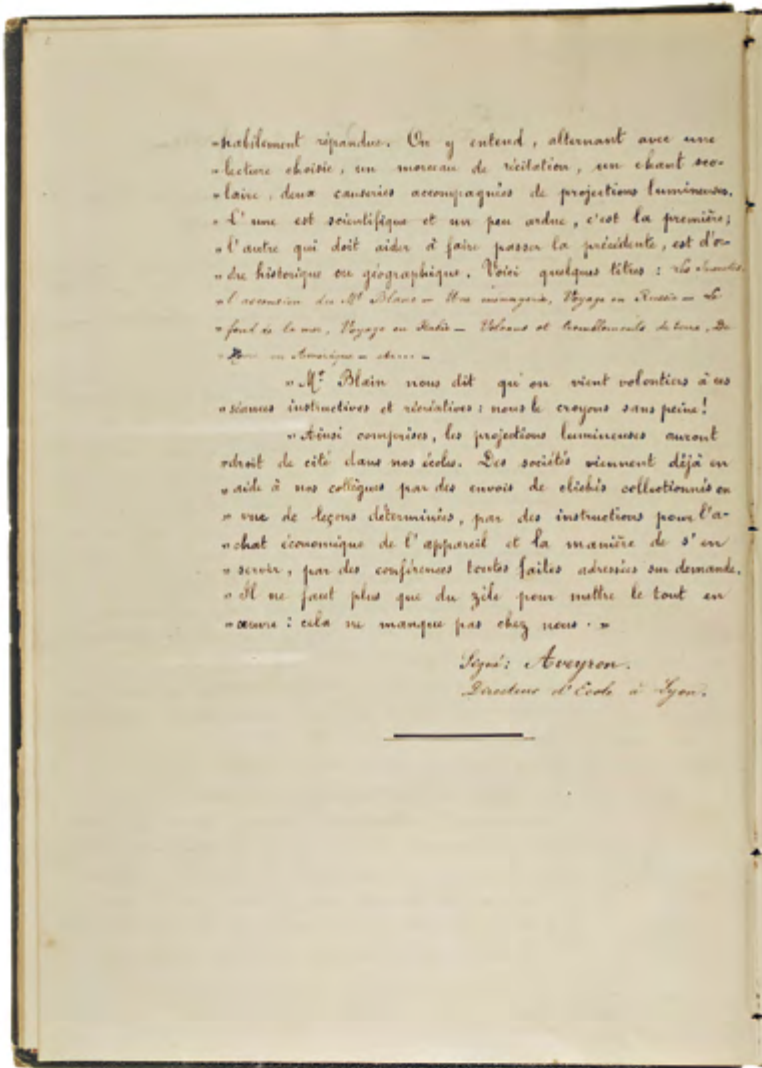 "habilement répandus. On y entend, alternant avec une
"lecture choisie, un morceau de récitation, un chant sco-
"laire, deux causeries accompagnées de projections lumineuses.
"L'une est scientifique et un peu ardue, c'est la première;
"l'autre qui doit aider à faire passer la précédente, est d'or-
"dre historique ou géographique. Voici quelques titres : Les
"l'ascension du Mt Blanc — Une ménagerie, Voyage en Russie — Le
"fond de la mer, Voyage en Italie — Volcans et tremblements de terre, Du
" en Amérique — etc... —
"Mr. Blain nous dit qu'on vient volontiers à ces
"séances instructives et récréatives : nous le croyons sans peine !
"Ainsi comprises, les projections lumineuses auront
"droit de cité dans nos écoles. Des sociétés viennent déjà en
"aide à nos collègues par des envois de clichés collectionnés en
"vue de leçons déterminées, par des instructions pour l'a-
"chat économique de l'appareil et la manière de s'en
"servir, par des conférences toutes faites adressées sur demande.
"Il ne faut plus que du zèle pour mettre le tout en
"œuvre : cela ne manque pas chez nous. "
Signé : Aveyron.
Directeur d'Ecole à Lyon.